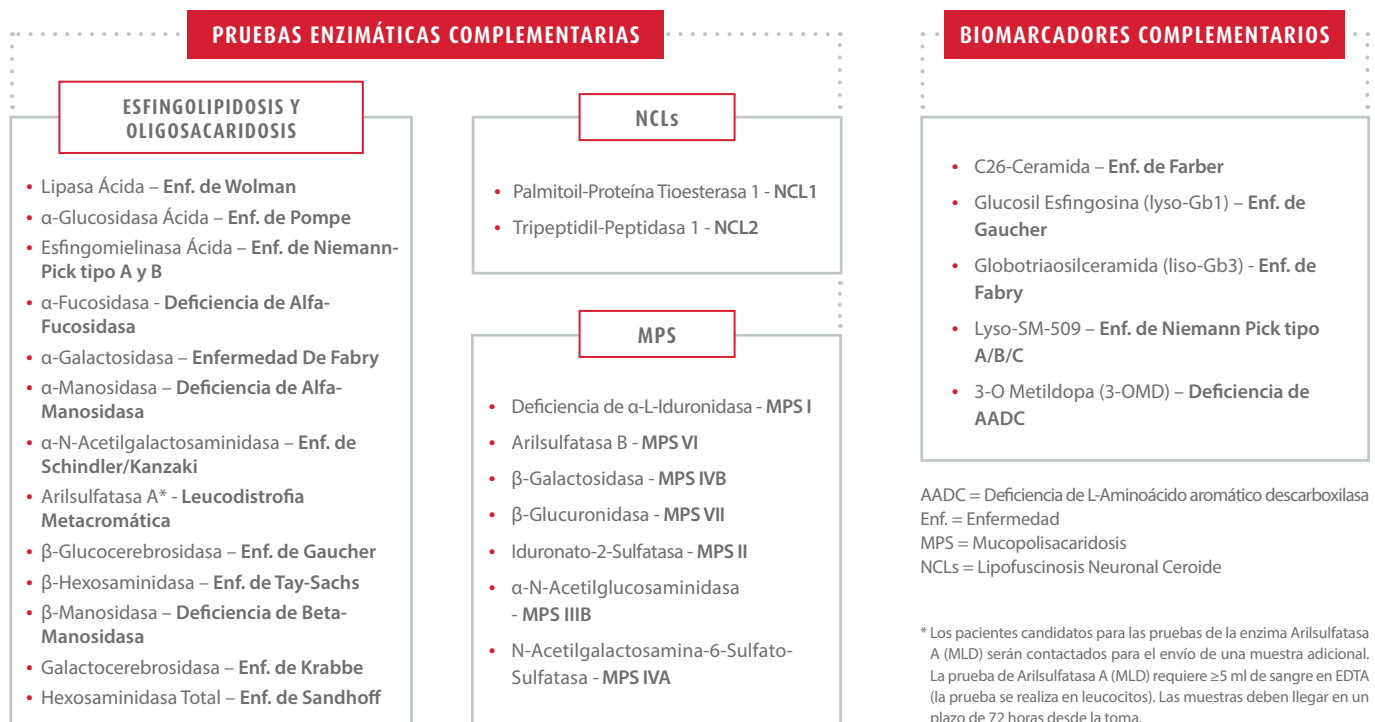 PRUEBAS ENZIMÁTICAS COMPLEMENTARIAS
ESFINGOLIPIDOSIS Y
OLIGOSACARIDOSIS
• Lipasa Ácida – Enf. de Wolman
• α-Glucosidasa Ácida – Enf. de Pompe
• Esfingomielinasa Ácida – Enf. de Niemann-
Pick tipo A y B
• α-Fucosidasa - Deficiencia de Alfa-
Fucosidasa
• α-Galactosidasa – Enfermedad De Fabry
• α-Manosidasa – Deficiencia de Alfa-
Manosidasa
• α-N-Acetilgalactosaminidasa – Enf. de
Schindler/Kanzaki
• Arilsulfatasa A* - Leucodistrofia
Metacromática
• β-Glucocerebrosidasa – Enf. de Gaucher
• β-Hexosaminidasa – Enf. de Tay-Sachs
• β-Manosidasa – Deficiencia de Beta-
Manosidasa
• Galactocerebrosidasa – Enf. de Krabbe
• Hexosaminidasa Total – Enf. de Sandhoff
NCLs
• Palmitoil-Proteína Tioesterasa 1 - NCL1
• Tripeptidil-Peptidasa 1 - NCL2
MPS
• Deficiencia de α-L-Iduronidasa - MPS I
• Arilsulfatasa B - MPS VI
• β-Galactosidasa - MPS IVB
• β-Glucuronidasa - MPS VII
• Iduronato-2-Sulfatasa - MPS II
• α-N-Acetilglucosaminidasa
- MPS IIIB
• N-Acetilgalactosamina-6-Sulfato-
Sulfatasa - MPS IVA
BIOMARCADORES COMPLEMENTARIOS
• C26-Ceramida – Enf. de Farber
• Glucosil Esfingosina (lyso-Gb1) – Enf. de
Gaucher
• Globotriaosilceramida (liso-Gb3) - Enf. de
Fabry
• Lyso-SM-509 – Enf. de Niemann Pick tipo
A/B/C
• 3-O Metildopa (3-OMD) – Deficiencia de
AADC
AADC = Deficiencia de L-Aminoácido aromático descarboxilasa
Enf. = Enfermedad
MPS = Mucopolisacaridosis
NCLs = Lipofuscinosis Neuronal Ceroide
* Los pacientes candidatos para las pruebas de la enzima Arilsulfatasa
A (MLD) serán contactados para el envío de una muestra adicional.
La prueba de Arilsulfatasa A (MLD) requiere ≥5 ml de sangre en EDTA
(la prueba se realiza en leucocitos). Las muestras deben llegar en un
plazo de 72 horas desde la toma.